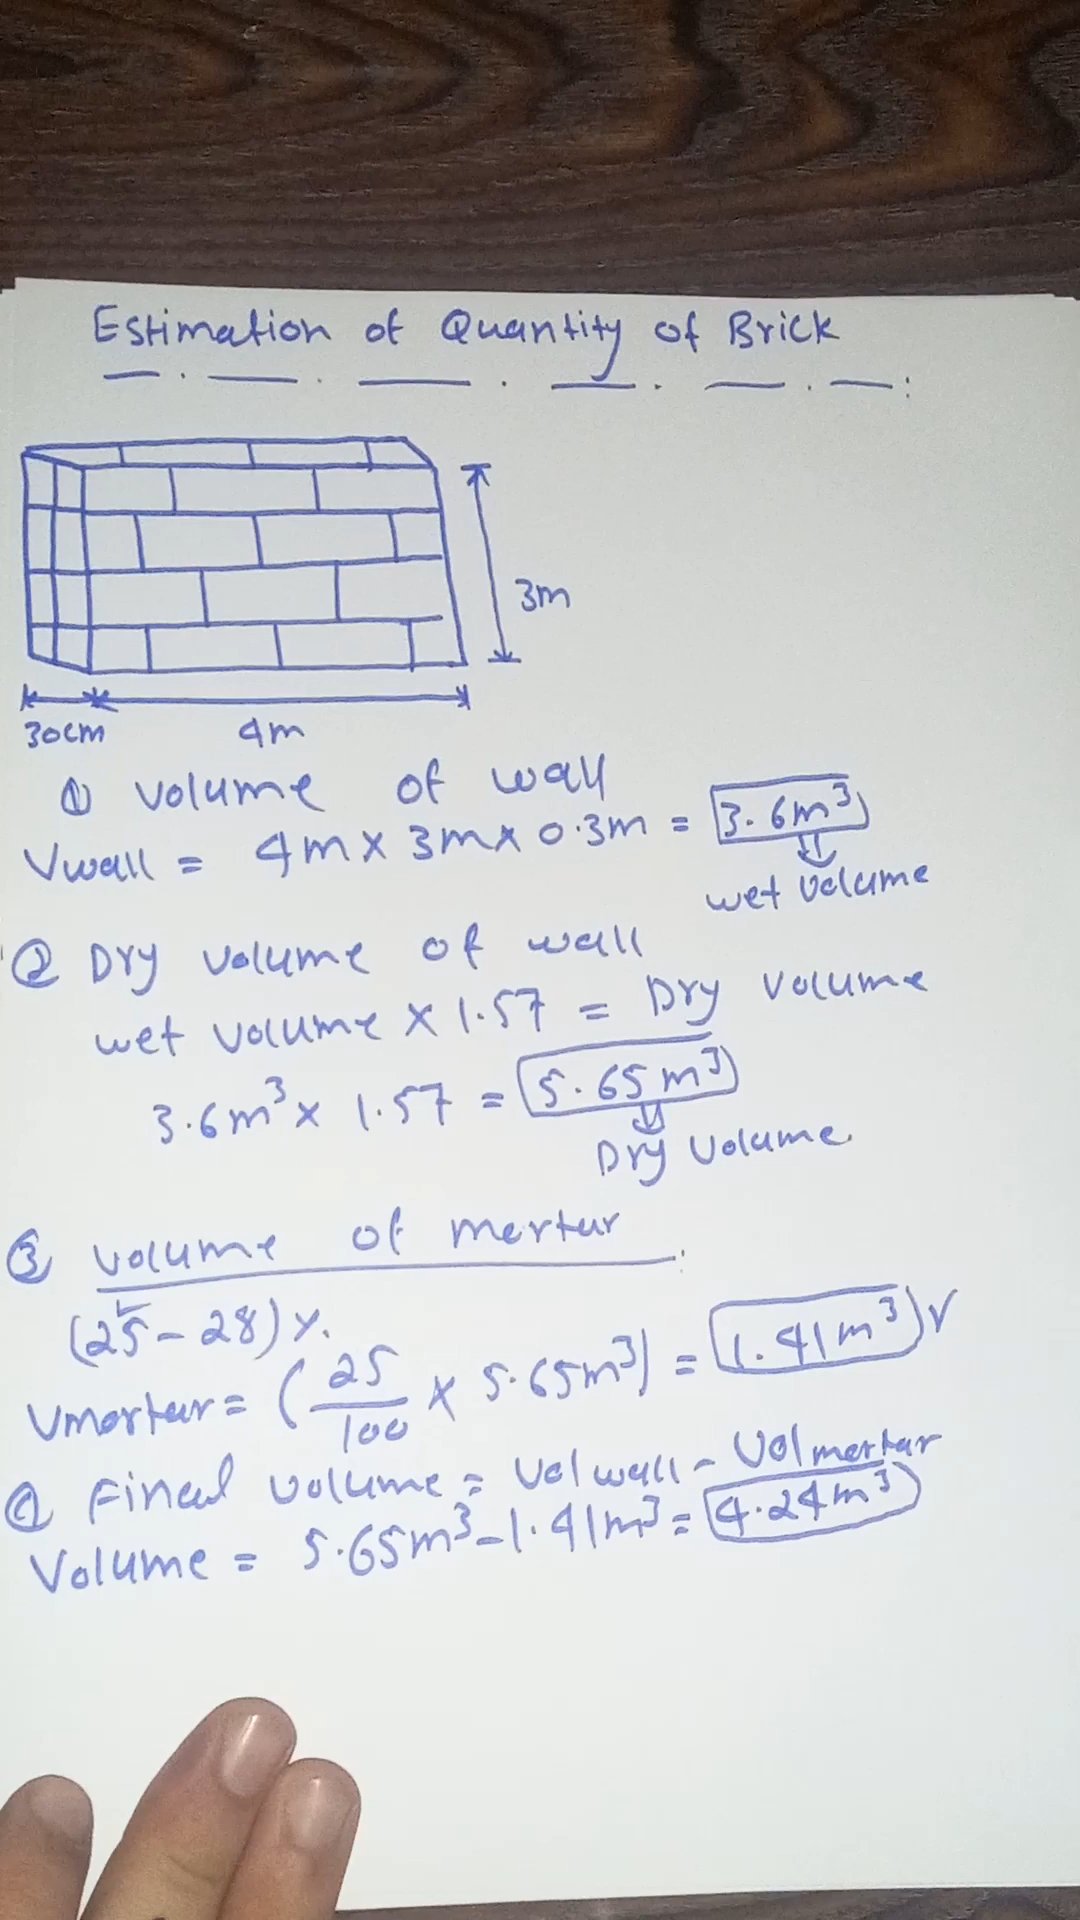 Estimation of Quantity of Brick
3m
30cm
4m
① volume of wall
Vwall = 4m x 3m x 0.3m = 3.6m³
wet volume
② Dry volume of wall
wet volume x 1.57 = Dry volume
3.6m³ x 1.57 = 5.65m³
Dry volume
③ volume of mertur
(25-28)%.
Vmortar = (25/100 x 5.65m³) = 1.41m³ ✓
④ Final volume = Vol wall - Vol mertar
Volume = 5.65m³ - 1.41m³ = 4.24m³